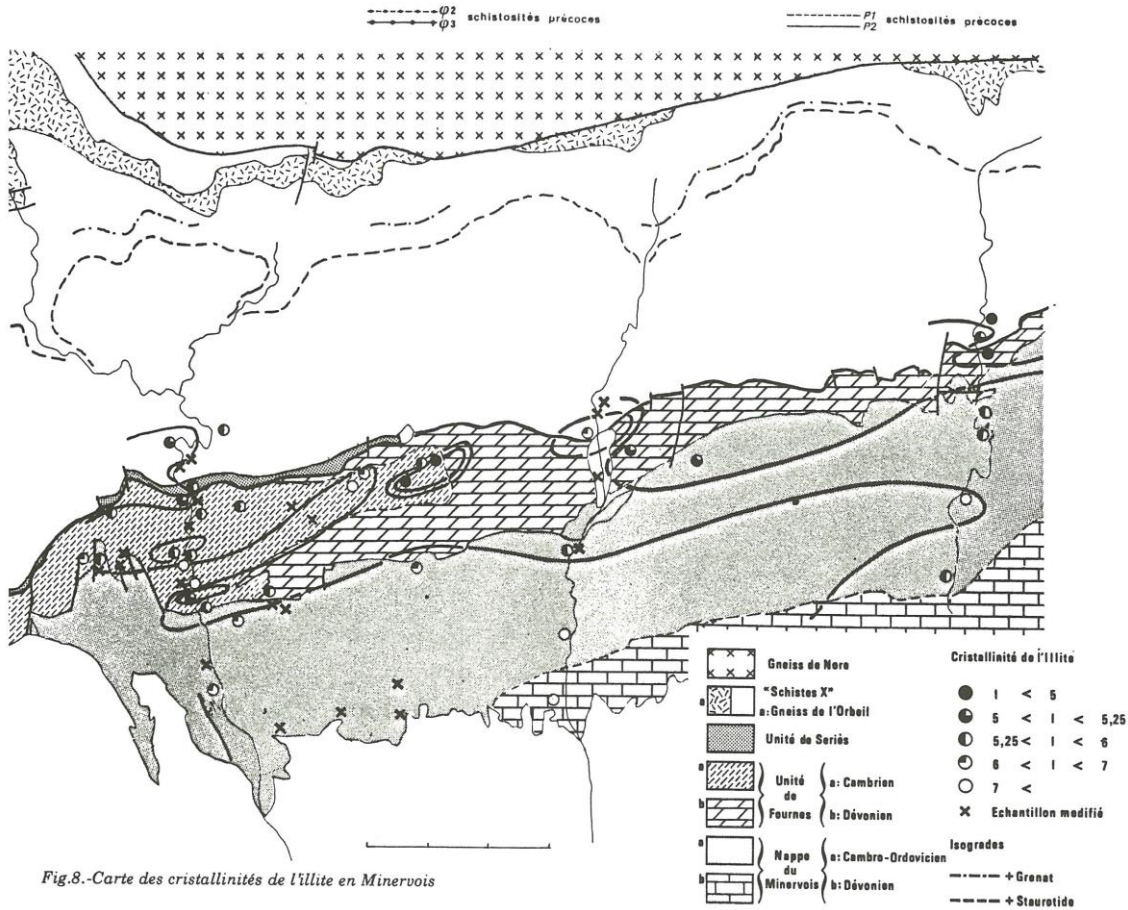 φ2
φ3 schistosités précoces
P1
P2 schistosités précoces
Gneiss de Nore
a "Schistes X"
a: Gneiss de l'Orbeil
Unité de Seriès
a
b
Unité de Fournes
a: Cambrien
b: Dévonien
a
b
Nappe du Minervois
a: Cambro-Ordovicien
b: Dévonien
Cristallinité de l'Illite
I < 5
5 < I < 5,25
5,25 < I < 6
6 < I < 7
7 <
Echantillon modifié
Isogrades
+ Grenat
+ Staurotide
Fig.8.-Carte des cristallinités de l'illite en Minervois